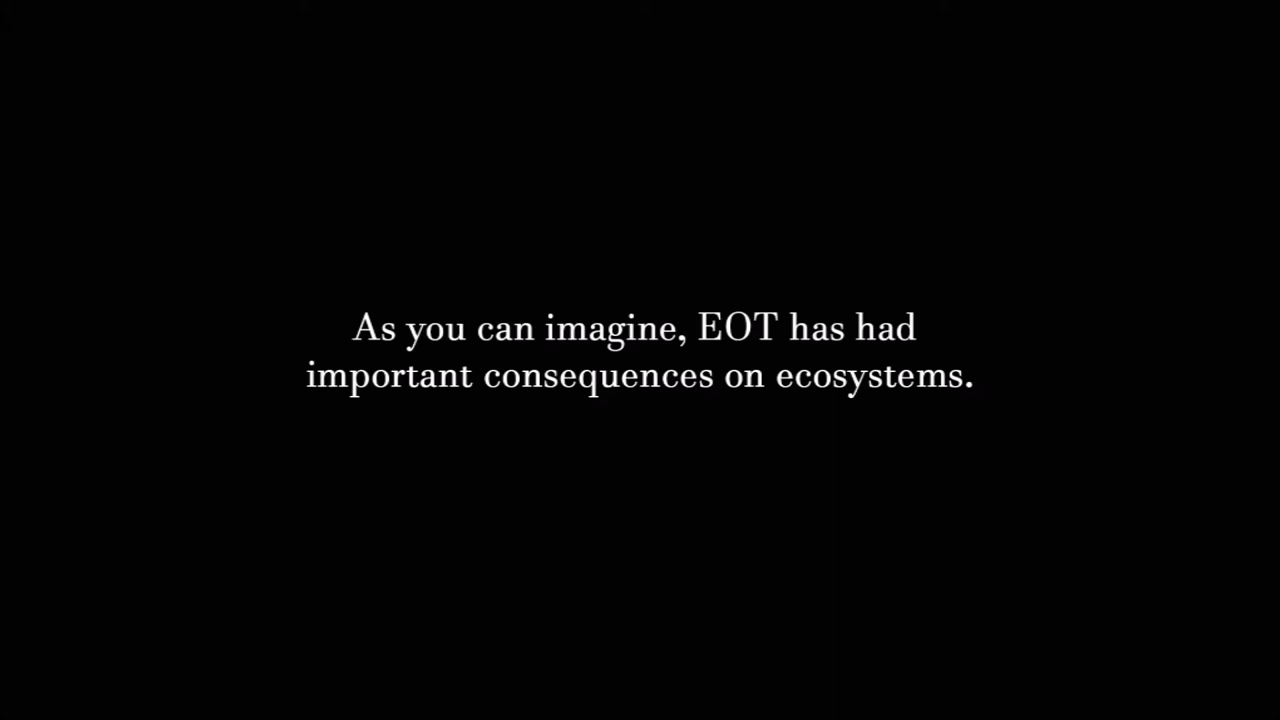 As you can imagine, EOT has had
important consequences on ecosystems.